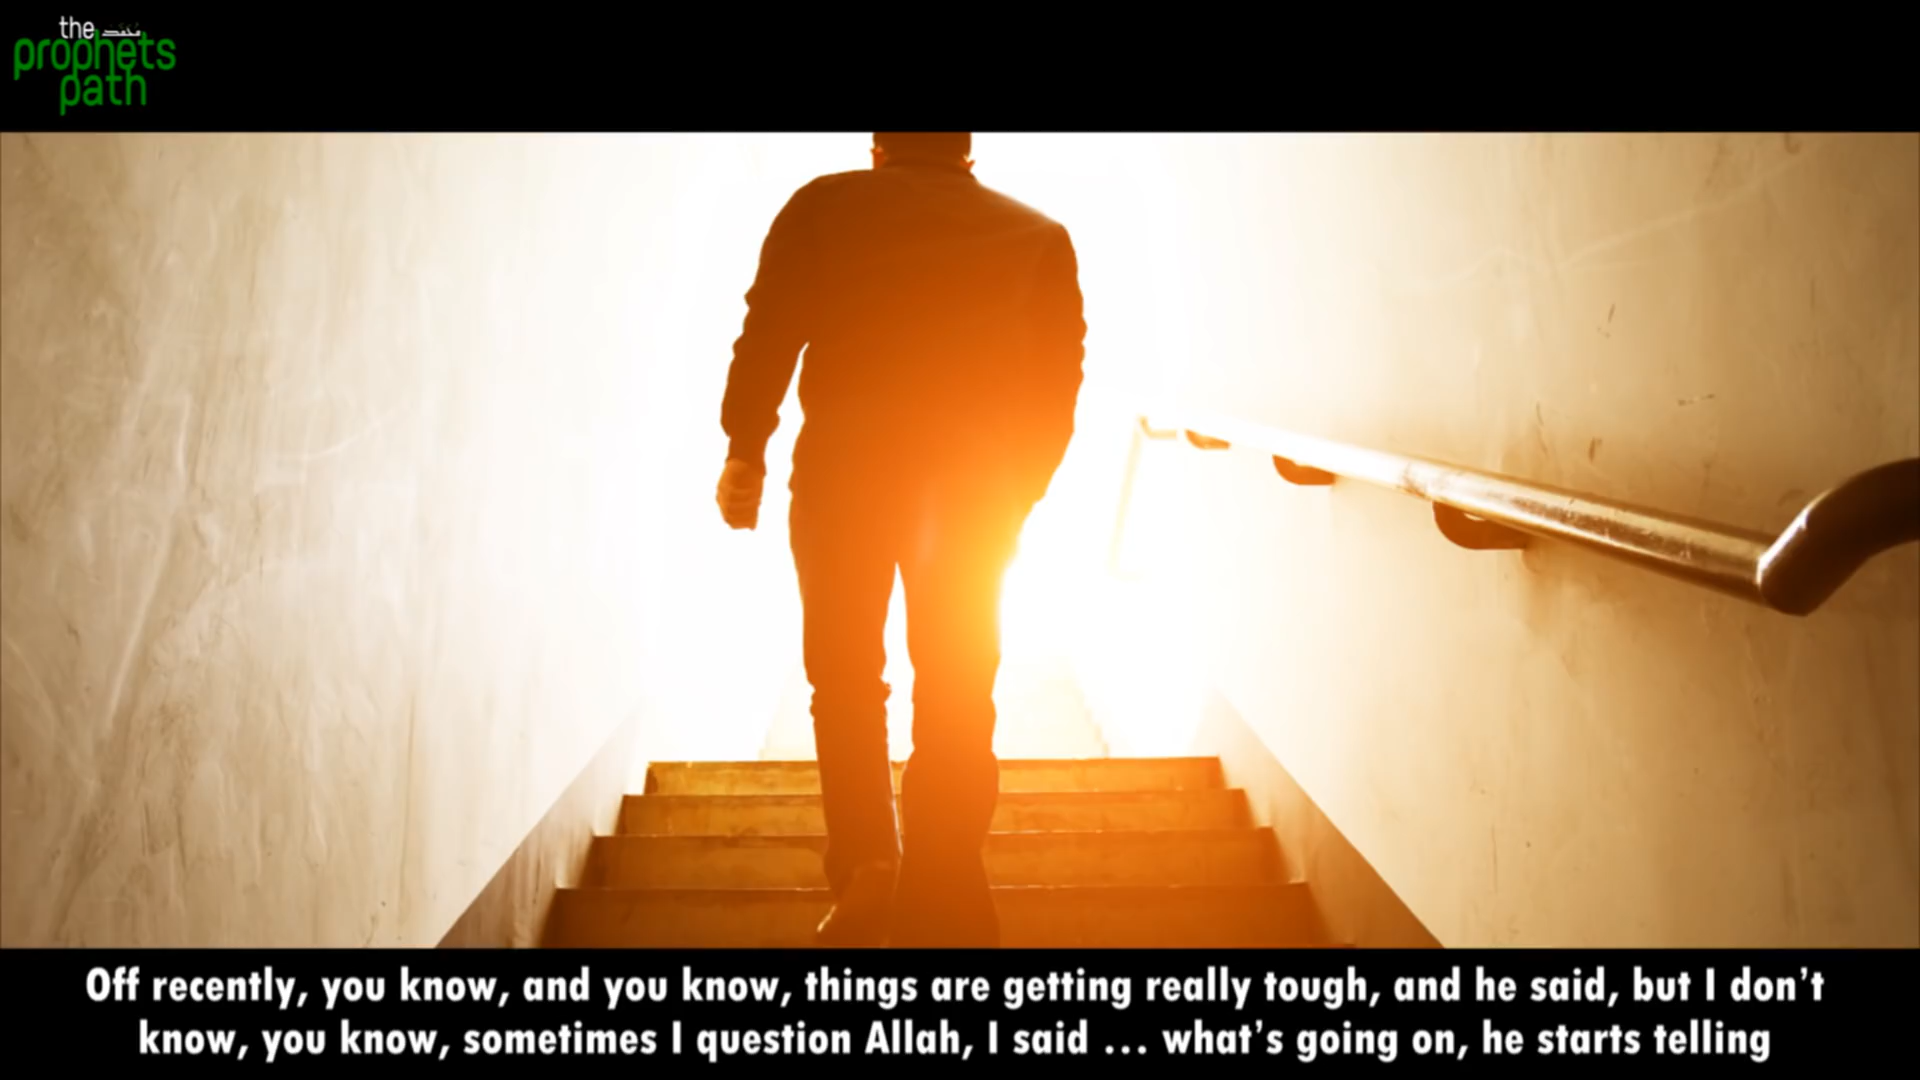 the محمد
prophets
path
Off recently, you know, and you know, things are getting really tough, and he said, but I don’t
know, you know, sometimes I question Allah, I said ... what’s going on, he starts telling